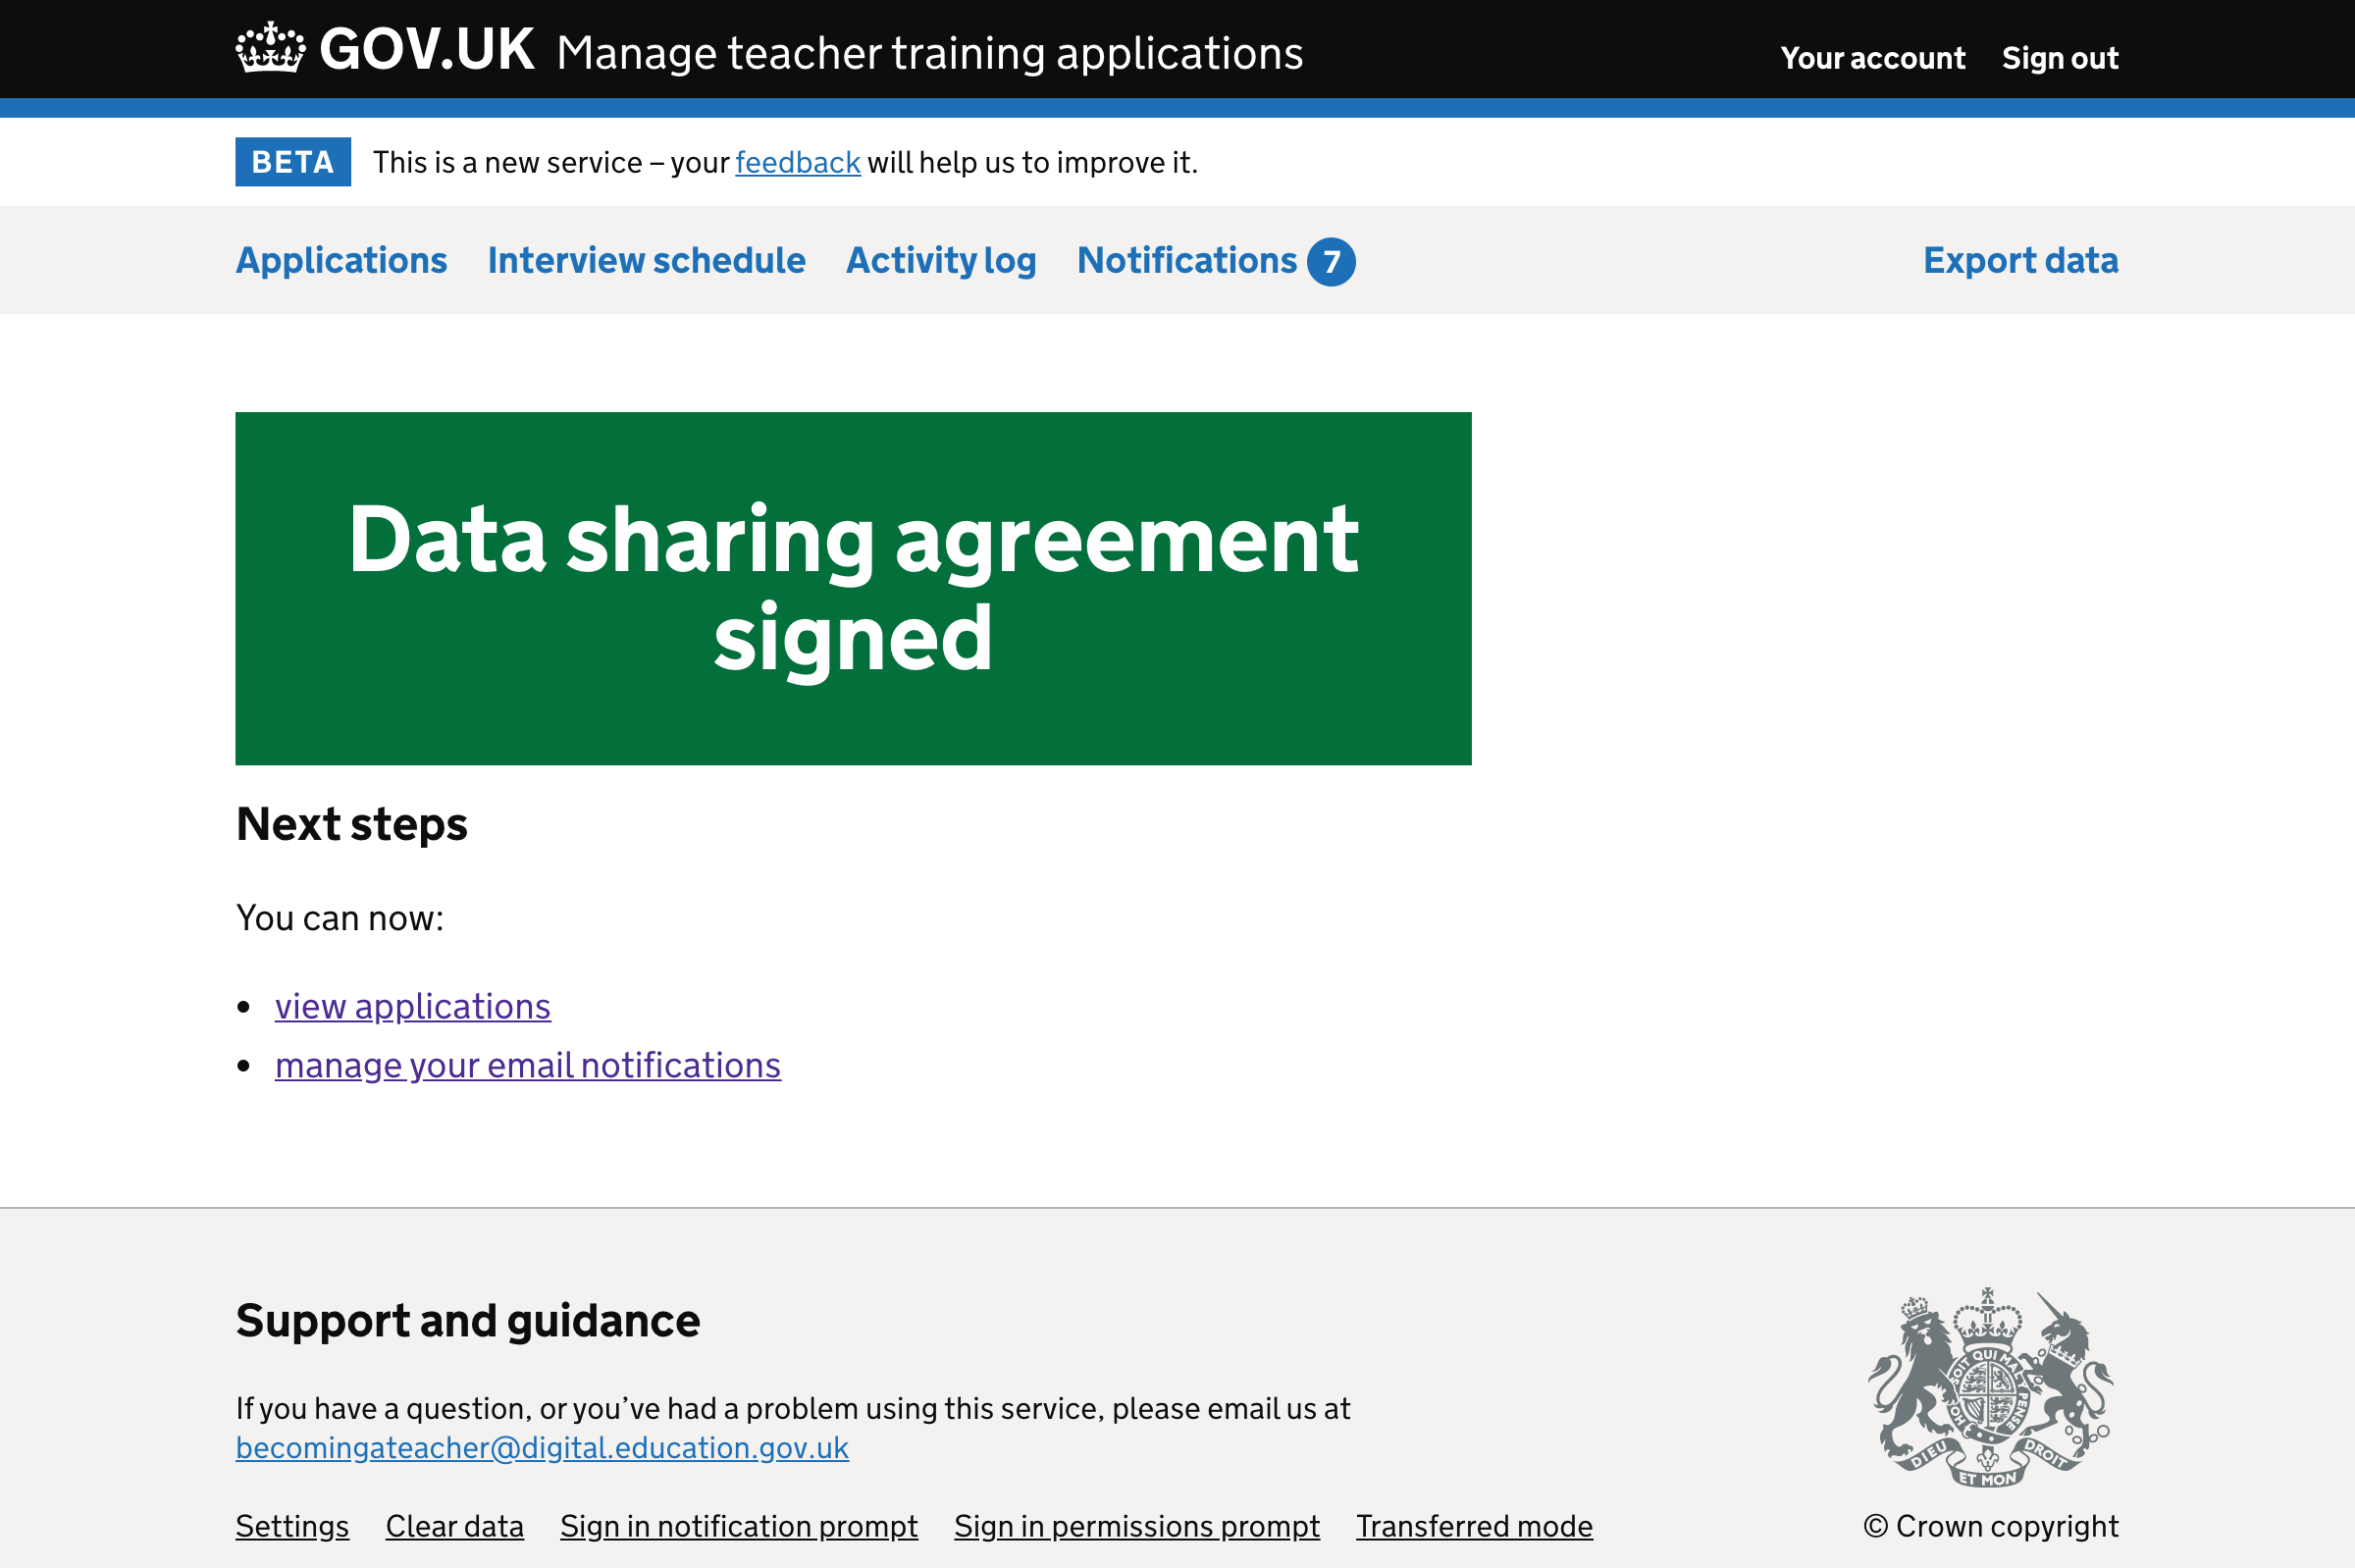 GOV.UK Manage teacher training applications
Your account Sign out
BETA This is a new service – your feedback will help us to improve it.
Applications Interview schedule Activity log Notifications 7 Export data
Data sharing agreement
signed
Next steps
You can now:
• view applications
• manage your email notifications
Support and guidance
If you have a question, or you’ve had a problem using this service, please email us at
becomingateacher@digital.education.gov.uk
DIEU ET MON DROIT
Settings Clear data Sign in notification prompt Sign in permissions prompt Transferred mode
© Crown copyright